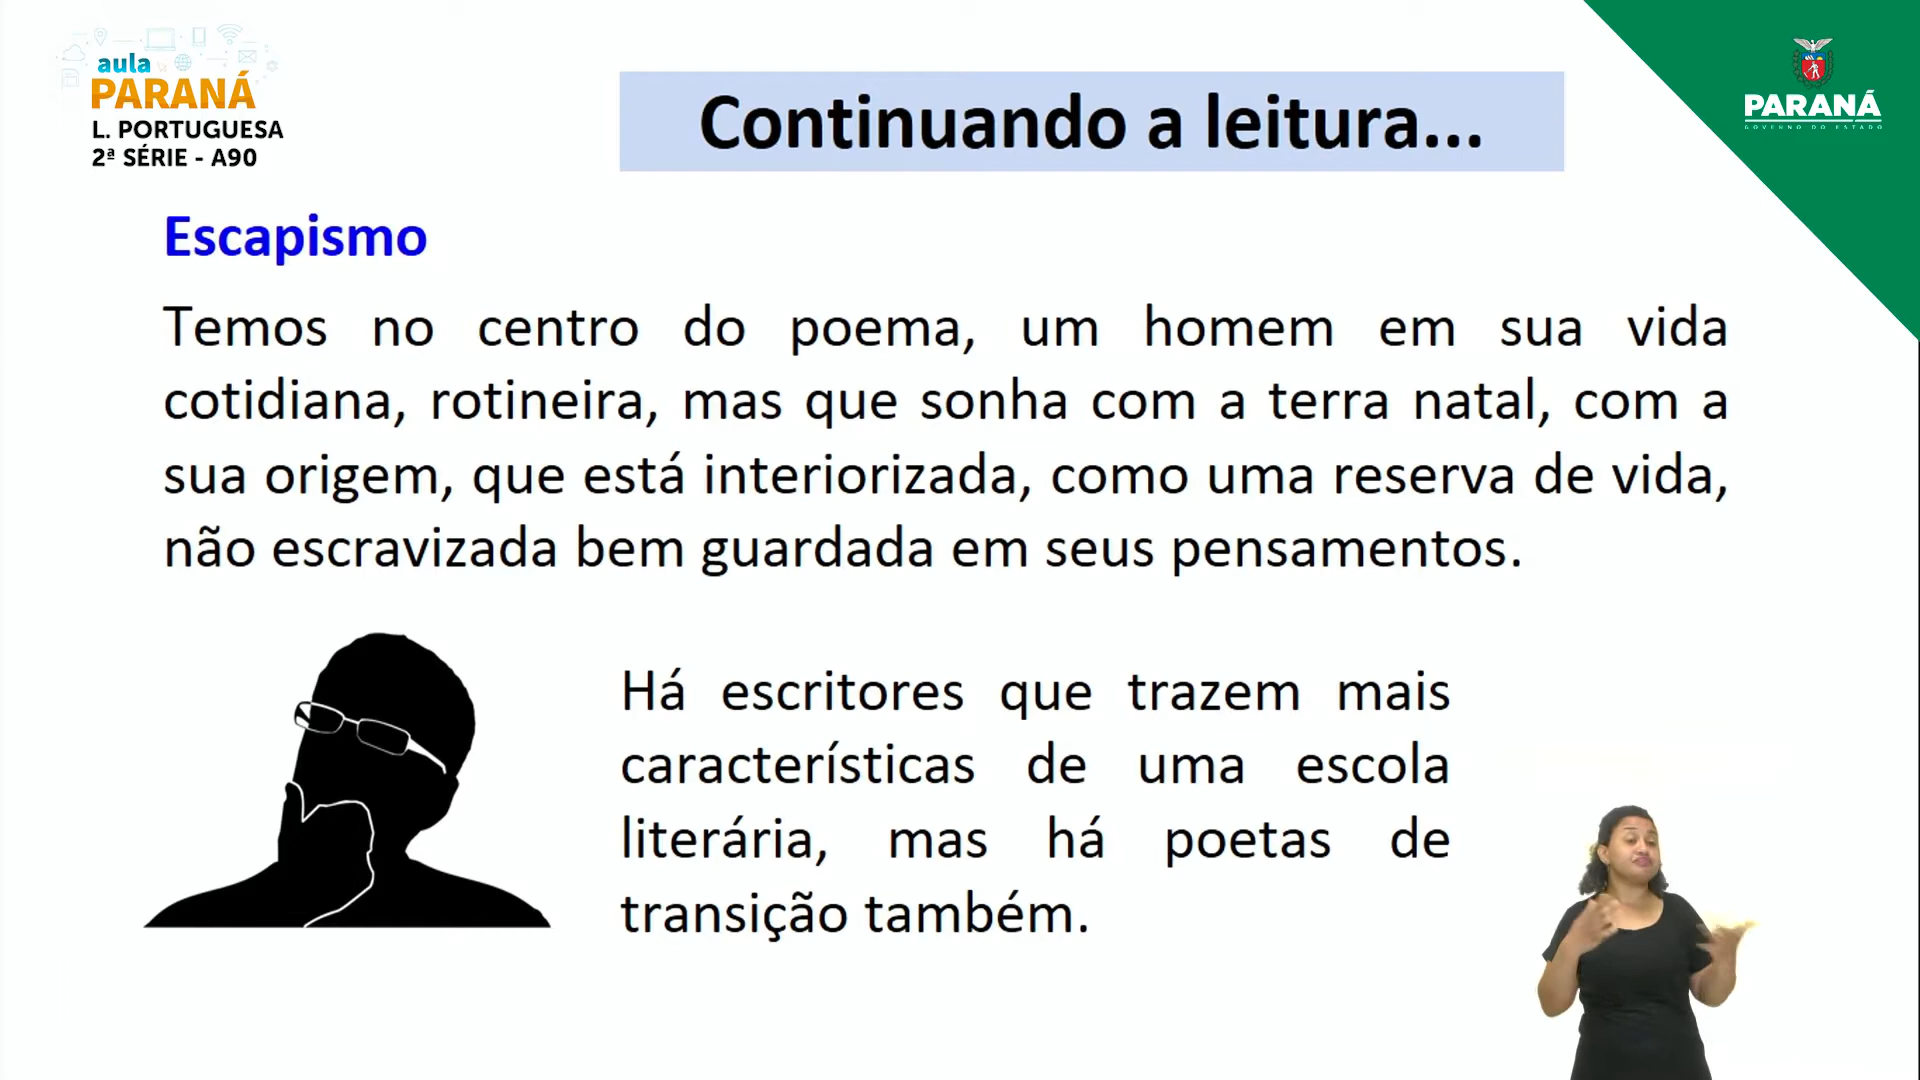 aula
PARANÁ
L. PORTUGUESA
2ª SÉRIE - A90
Continuando a leitura...
PARANÁ
GOVERNO DO ESTADO
Escapismo
Temos no centro do poema, um homem em sua vida
cotidiana, rotineira, mas que sonha com a terra natal, com a
sua origem, que está interiorizada, como uma reserva de vida,
não escravizada bem guardada em seus pensamentos.
Há escritores que trazem mais
características de uma escola
literária, mas há poetas de
transição também.